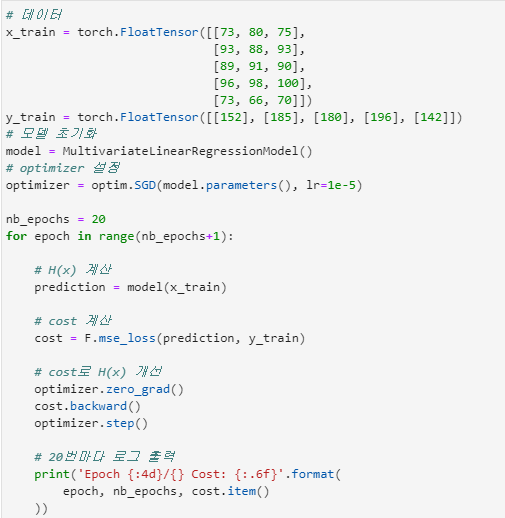 # 데이터
x_train = torch.FloatTensor([[73, 80, 75],
                             [93, 88, 93],
                             [89, 91, 90],
                             [96, 98, 100],
                             [73, 66, 70]])
y_train = torch.FloatTensor([[152], [185], [180], [196], [142]])
# 모델 초기화
model = MultivariateLinearRegressionModel()
# optimizer 설정
optimizer = optim.SGD(model.parameters(), lr=1e-5)

nb_epochs = 20
for epoch in range(nb_epochs+1):

    # H(x) 계산
    prediction = model(x_train)

    # cost 계산
    cost = F.mse_loss(prediction, y_train)

    # cost로 H(x) 개선
    optimizer.zero_grad()
    cost.backward()
    optimizer.step()

    # 20번마다 로그 출력
    print('Epoch {:4d}/{} Cost: {:.6f}'.format(
        epoch, nb_epochs, cost.item()
    ))